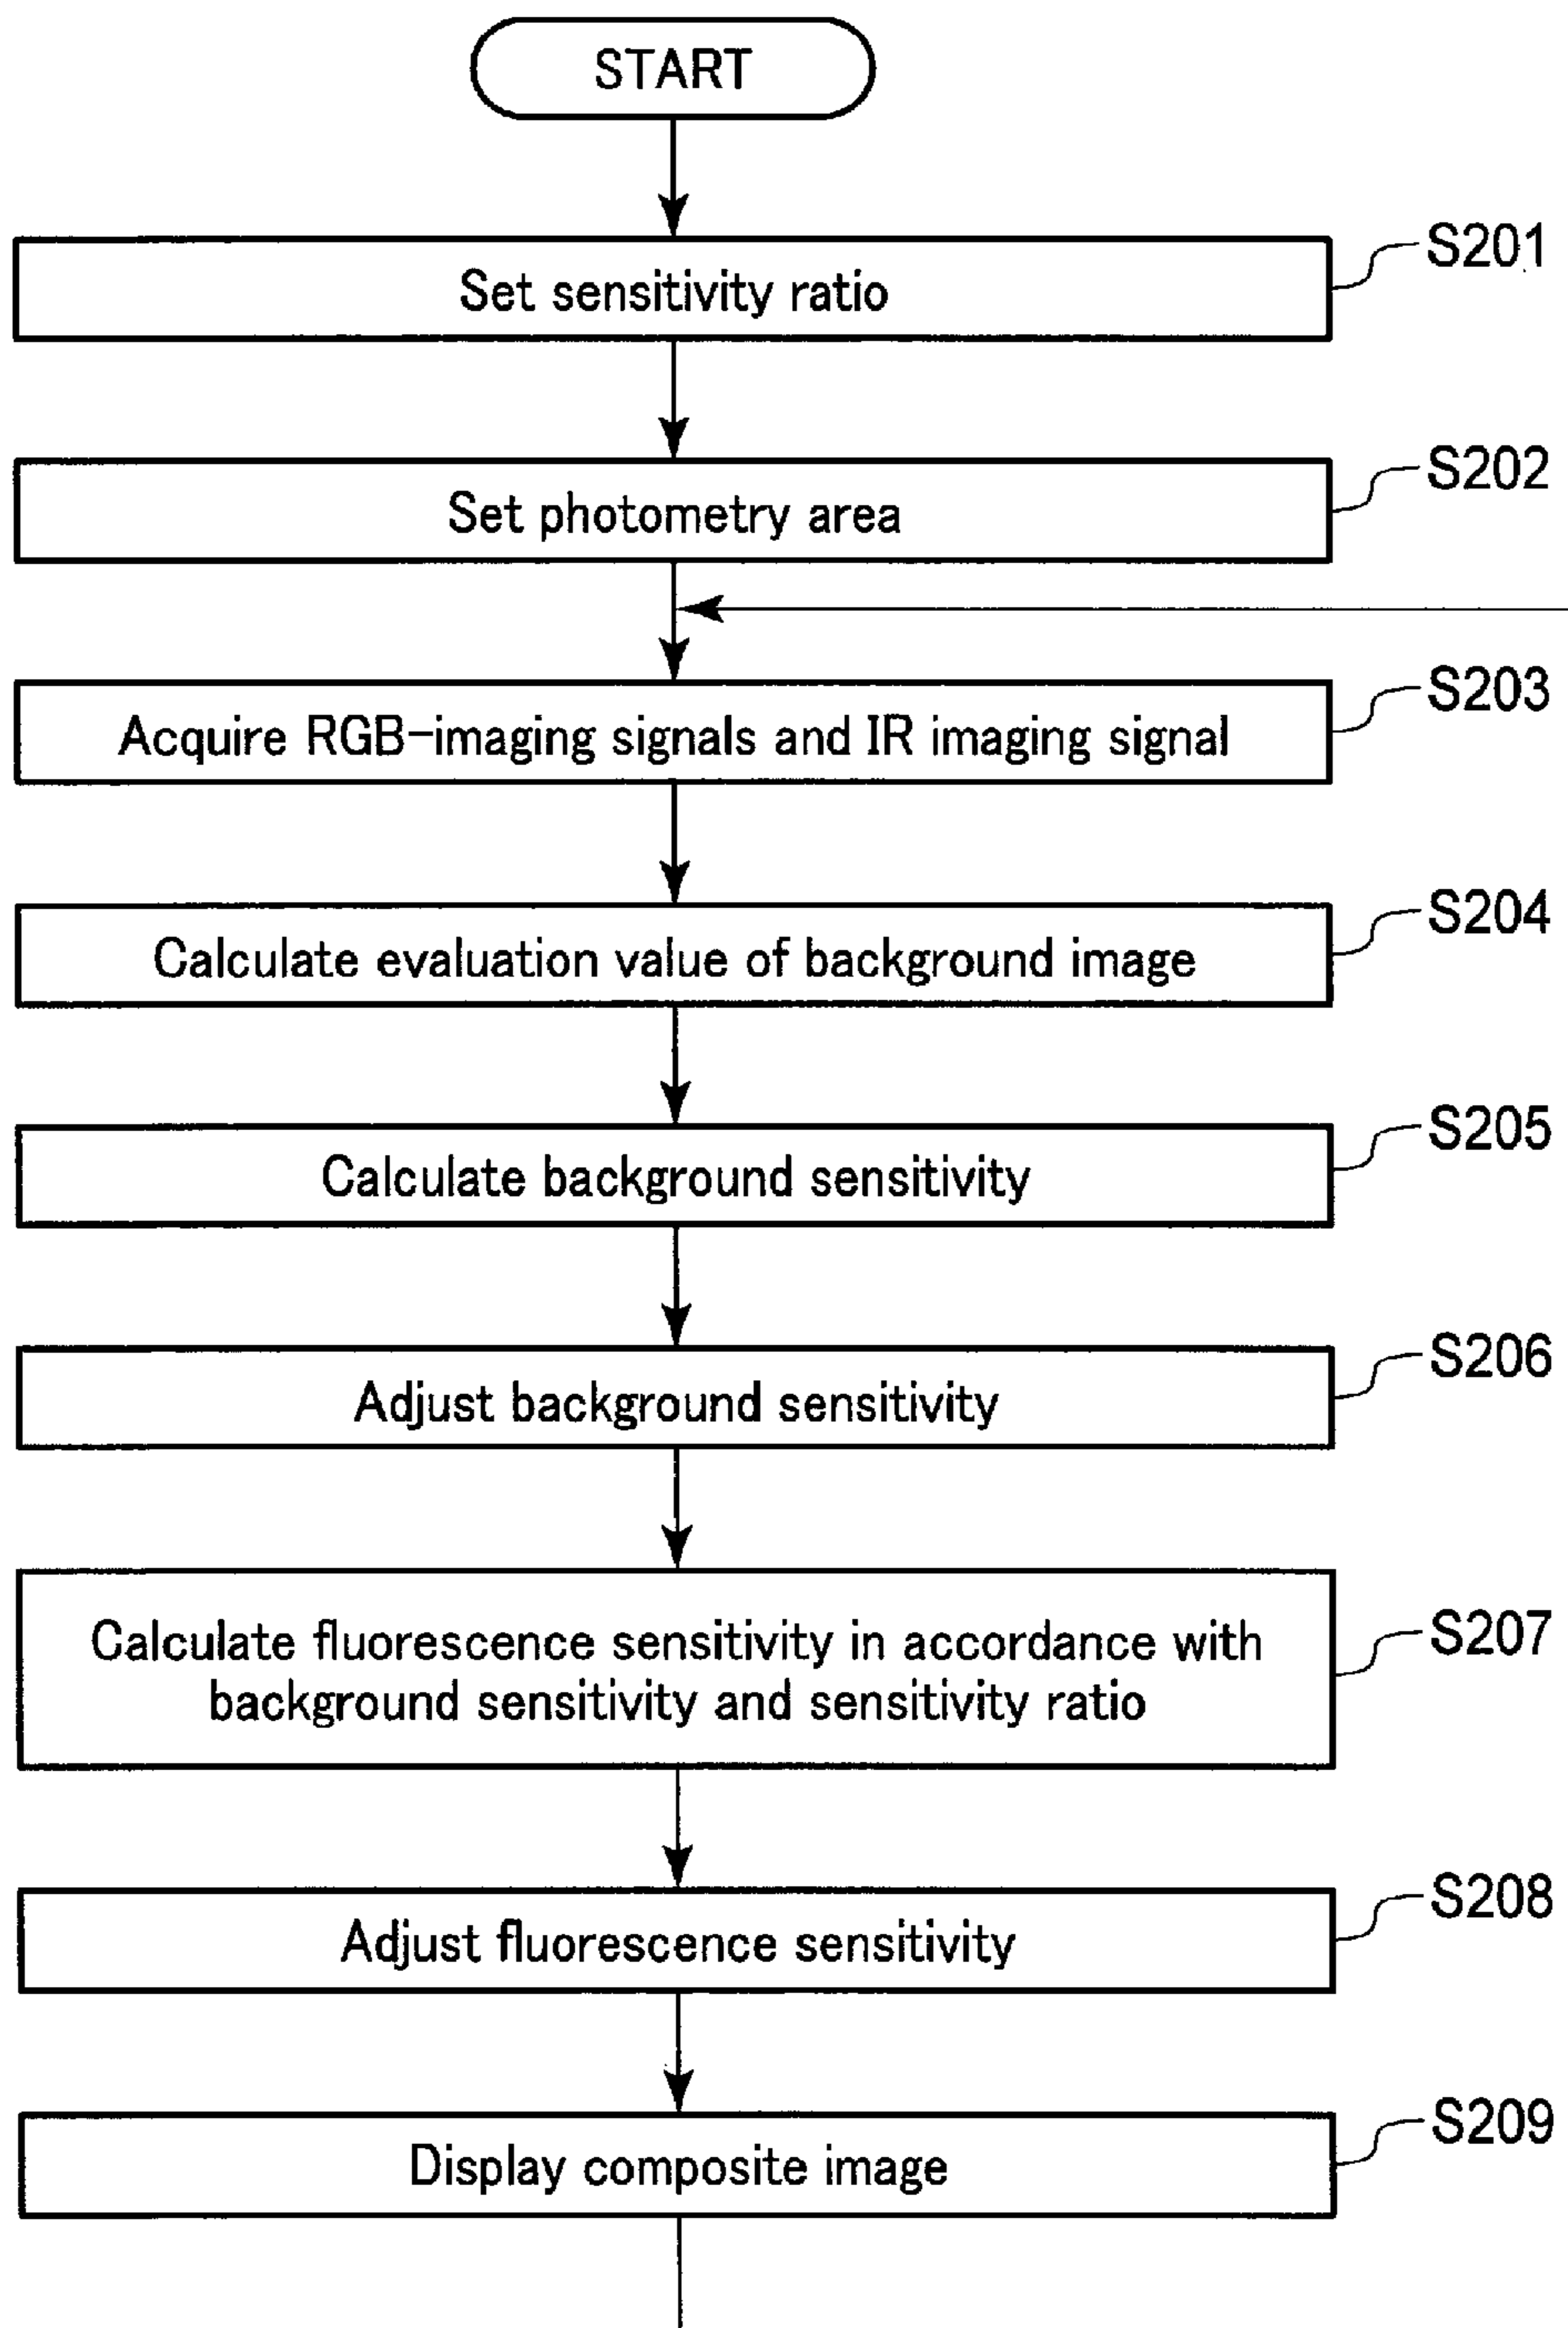 START
S201
Set sensitivity ratio
S202
Set photometry area
S203
Acquire RGB-imaging signals and IR imaging signal
S204
Calculate evaluation value of background image
S205
Calculate background sensitivity
S206
Adjust background sensitivity
S207
Calculate fluorescence sensitivity in accordance with
background sensitivity and sensitivity ratio
S208
Adjust fluorescence sensitivity
S209
Display composite image